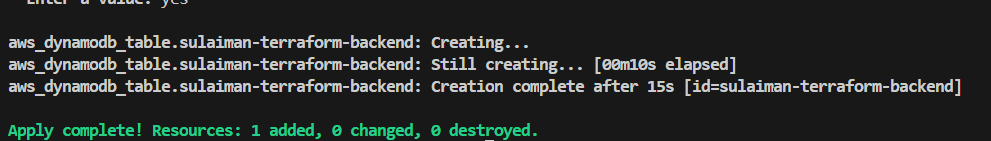 Enter a value: yes
aws_dynamodb_table.sulaiman-terraform-backend: Creating...
aws_dynamodb_table.sulaiman-terraform-backend: Still creating... [00m10s elapsed]
aws_dynamodb_table.sulaiman-terraform-backend: Creation complete after 15s [id=sulaiman-terraform-backend]
Apply complete! Resources: 1 added, 0 changed, 0 destroyed.